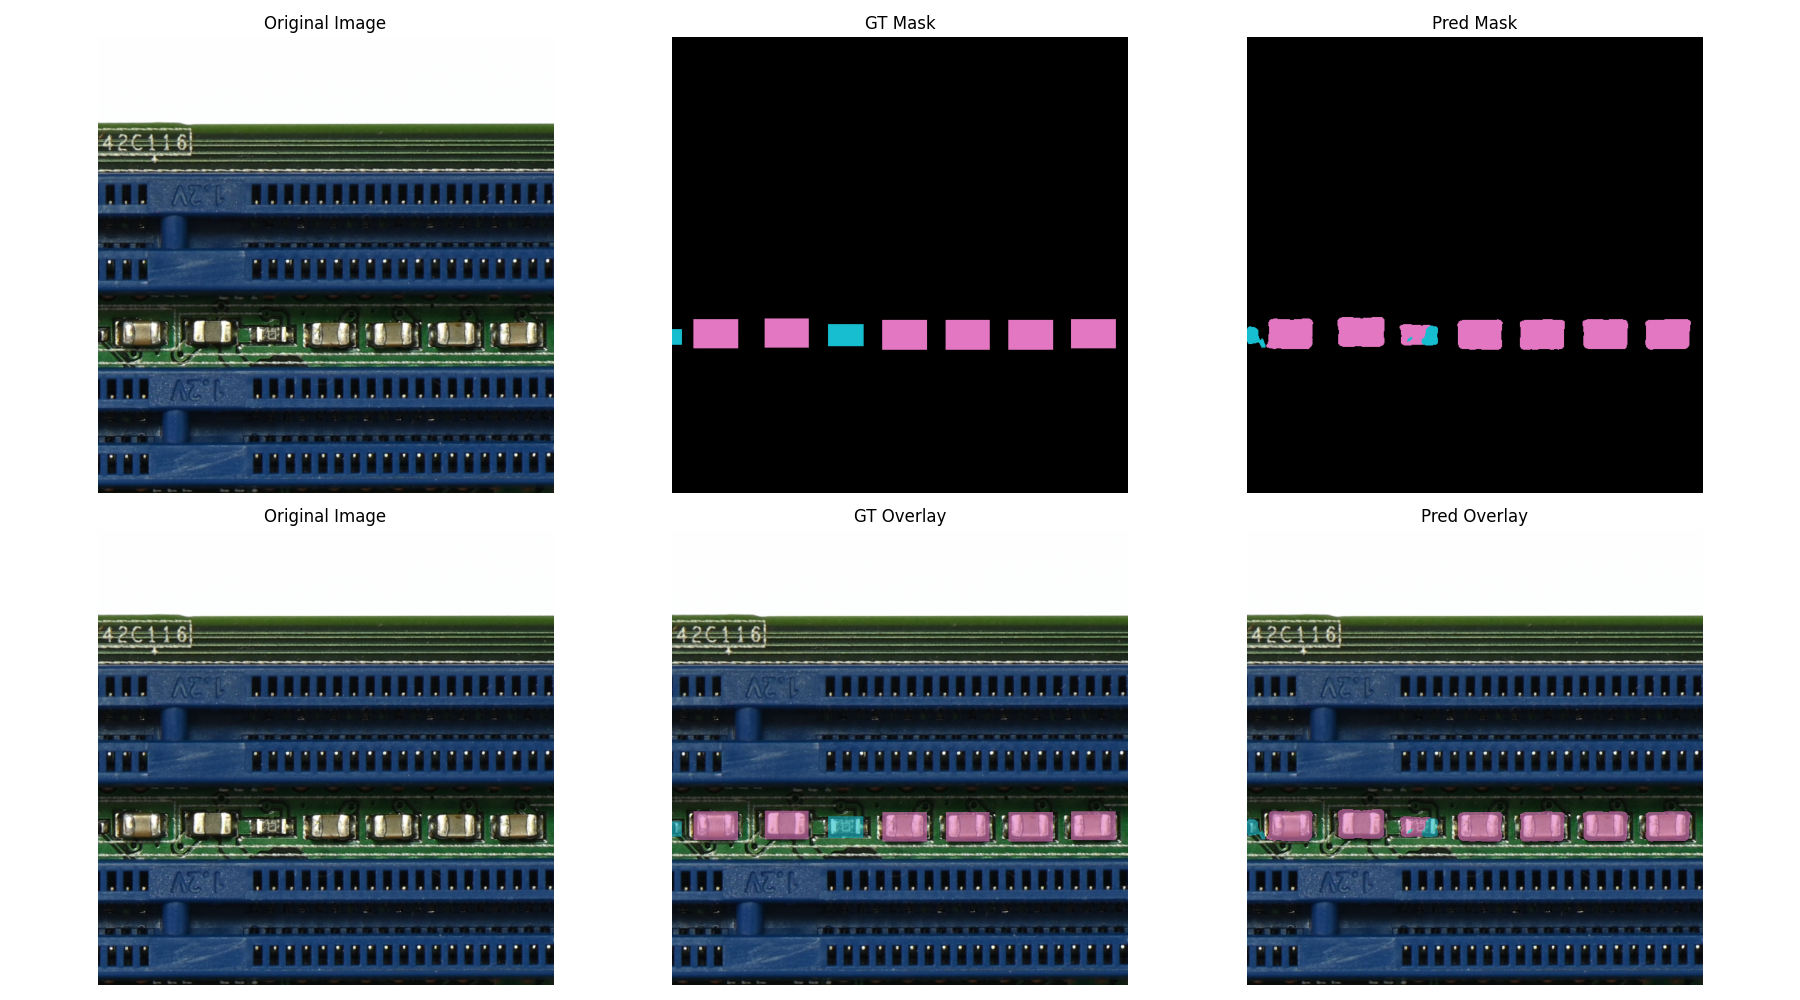 Original Image
GT Mask
Pred Mask
42C116
1.2V
1.2V
Original Image
GT Overlay
Pred Overlay
42C116
42C116
42C116
1.2V
1.2V
1.2V
1.2V
1.2V
1.2V